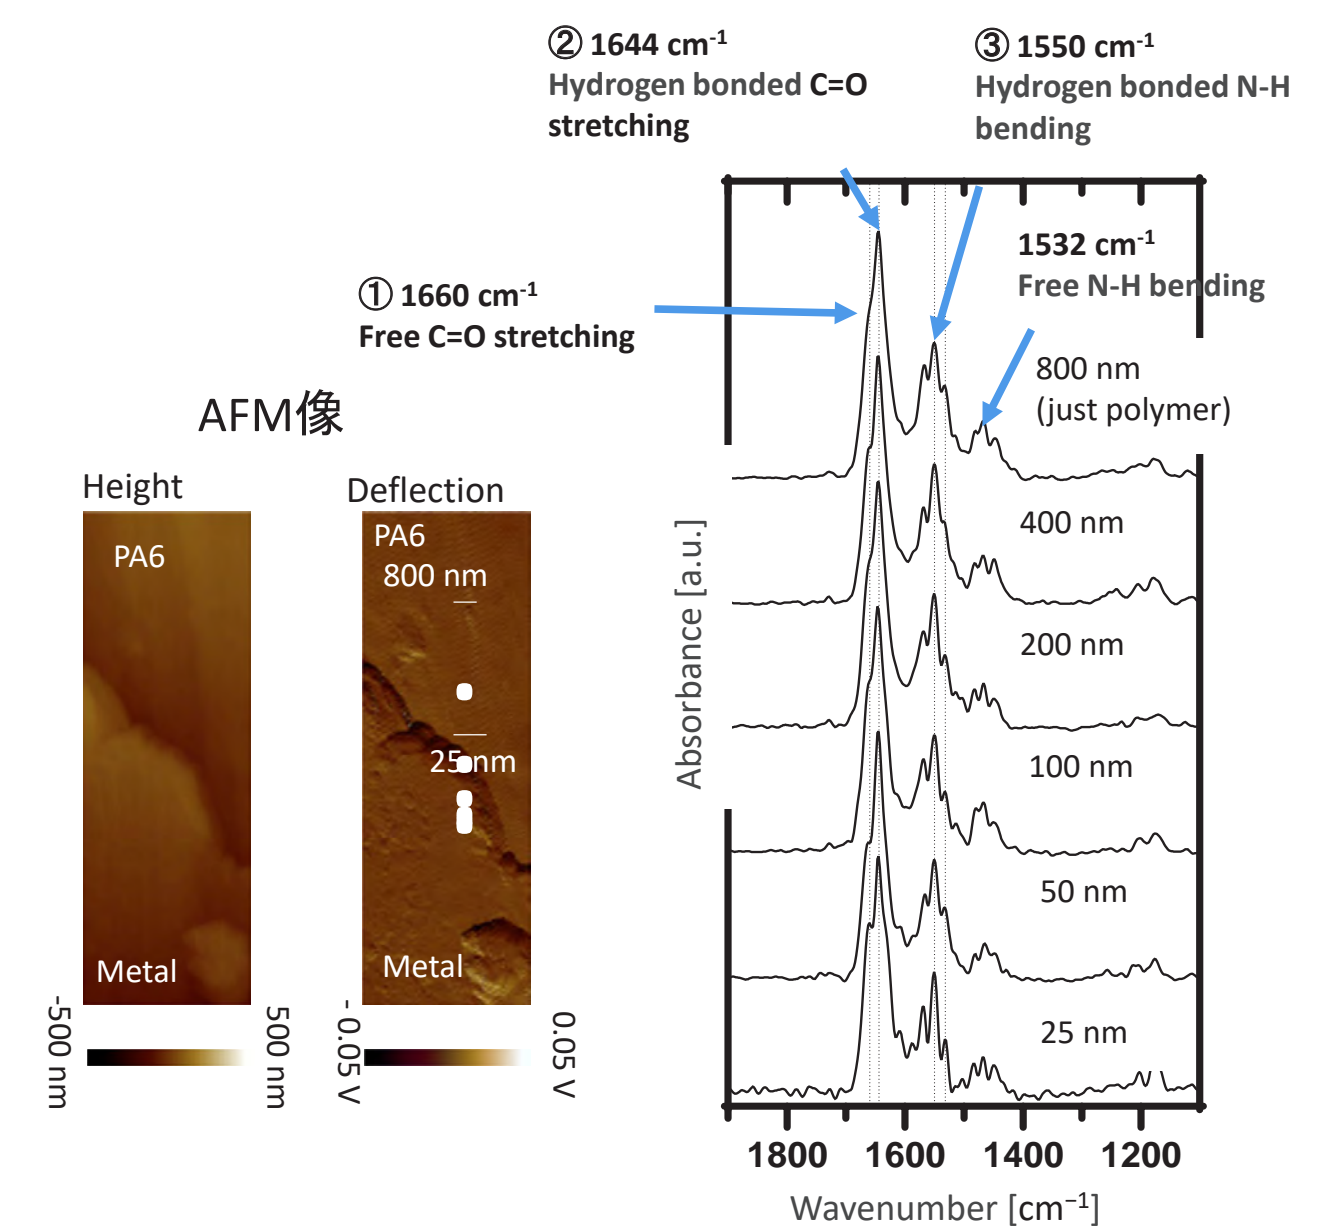 ② 1644 cm-1
Hydrogen bonded C=O
stretching
③ 1550 cm-1
Hydrogen bonded N-H
bending
1532 cm-1
Free N-H bending
① 1660 cm-1
Free C=O stretching
800 nm
(just polymer)
400 nm
200 nm
100 nm
50 nm
25 nm
Absorbance [a.u.]
1800 1600 1400 1200
Wavenumber [cm−1]
AFM像
Height
PA6
Metal
-500 nm
500 nm
Deflection
PA6
800 nm
25 nm
Metal
- 0.05 V
0.05 V